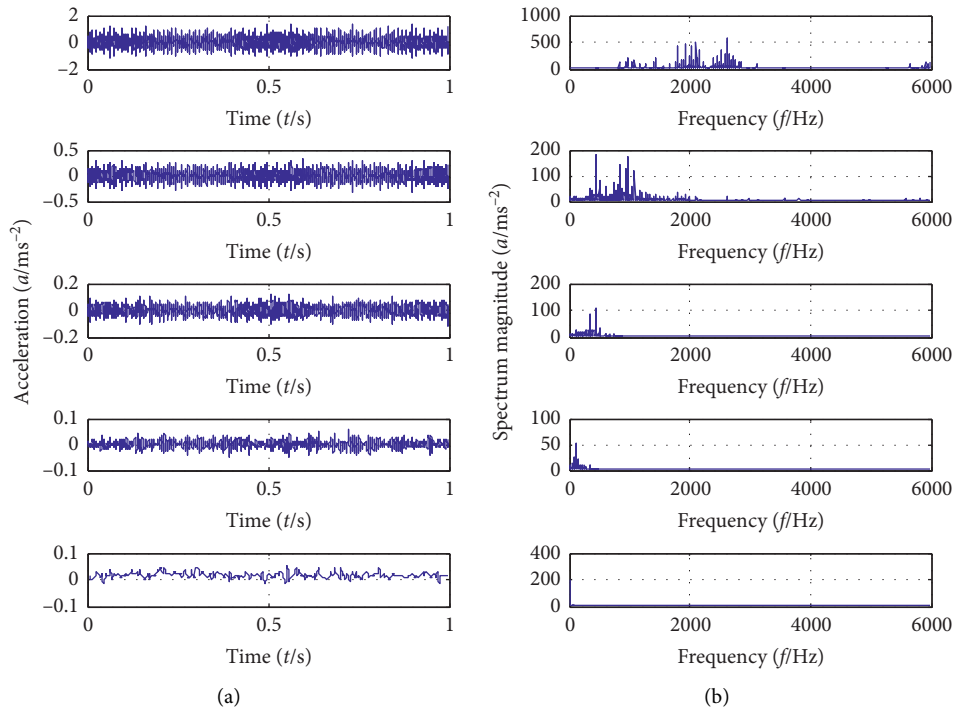 2
0
−2
0 0.5 1
Time (t/s)
0.5
0
−0.5
0 0.5 1
Time (t/s)
0.2
0
−0.2
0 0.5 1
Time (t/s)
0.1
0
−0.1
0 0.5 1
Time (t/s)
0.1
0
−0.1
0 0.5 1
Time (t/s)
Acceleration (a/ms−2)
(a)
1000
500
0
0 2000 4000 6000
Frequency (f/Hz)
200
100
0
0 2000 4000 6000
Frequency (f/Hz)
200
100
0
0 2000 4000 6000
Frequency (f/Hz)
100
50
0
0 2000 4000 6000
Frequency (f/Hz)
400
200
0
0 2000 4000 6000
Frequency (f/Hz)
Spectrum magnitude (a/ms−2)
(b)